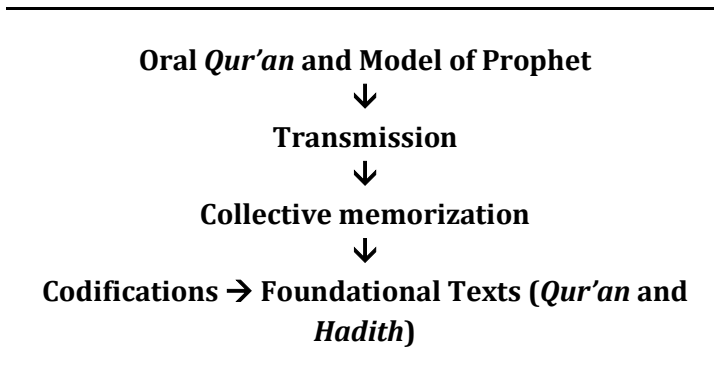 Oral Qur’an and Model of Prophet
↓
Transmission
↓
Collective memorization
↓
Codifications → Foundational Texts (Qur’an and
Hadith)